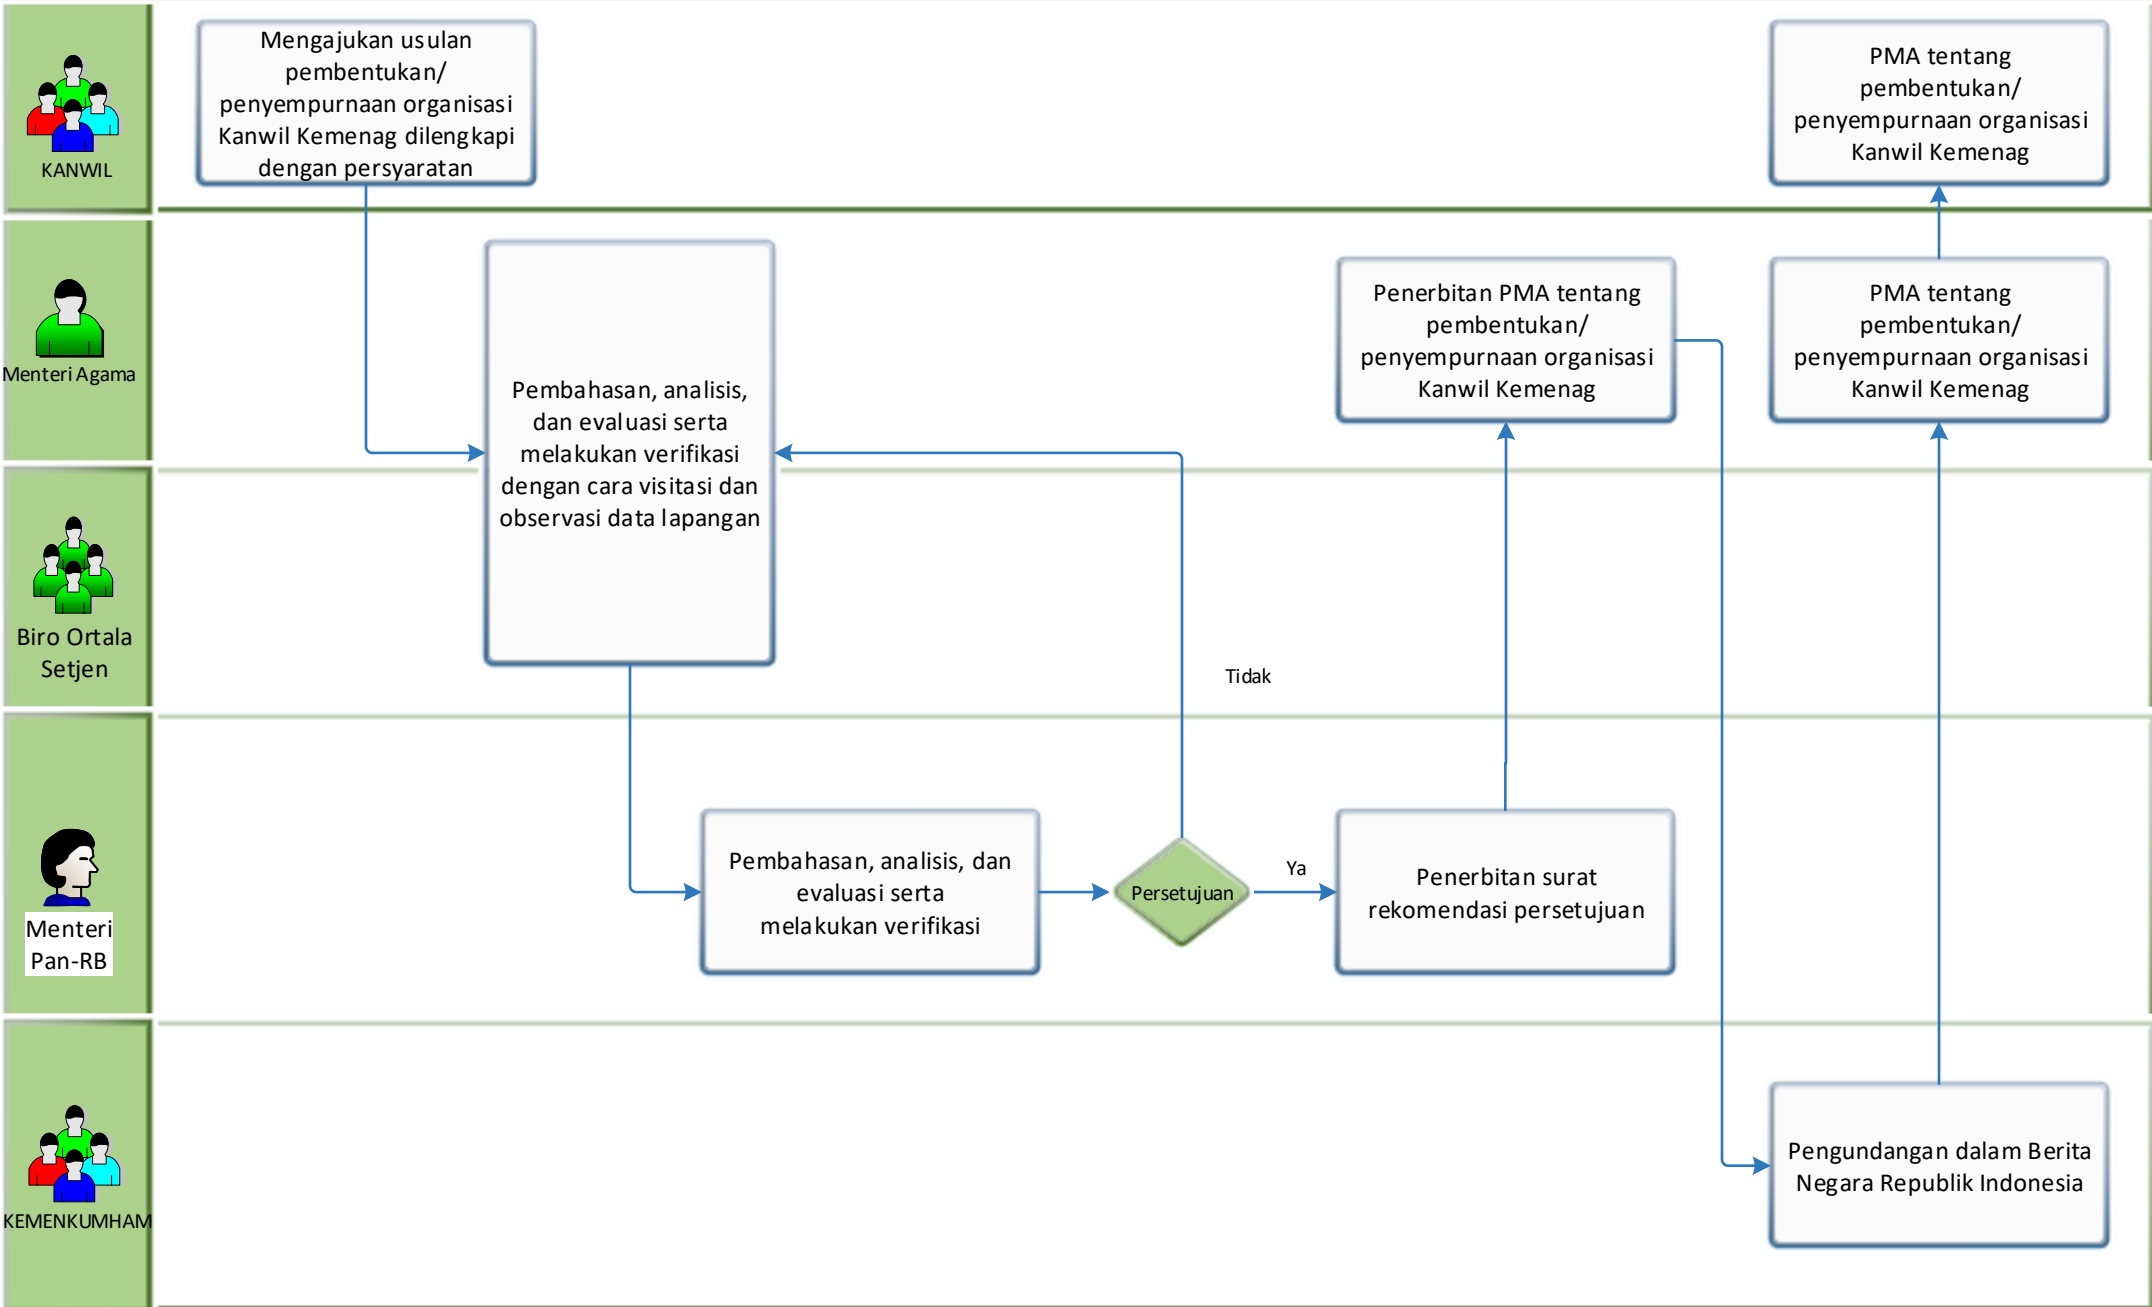 KANWIL
Mengajukan usulan
pembentukan/
penyempurnaan organisasi
Kanwil Kemenag dilengkapi
dengan persyaratan
PMA tentang
pembentukan/
penyempurnaan organisasi
Kanwil Kemenag
Menteri Agama
Pembahasan, analisis,
dan evaluasi serta
melakukan verifikasi
dengan cara visitasi dan
observasi data lapangan
Penerbitan PMA tentang
pembentukan/
penyempurnaan organisasi
Kanwil Kemenag
PMA tentang
pembentukan/
penyempurnaan organisasi
Kanwil Kemenag
Biro Ortala
Setjen
Tidak
Menteri
Pan-RB
Pembahasan, analisis, dan
evaluasi serta
melakukan verifikasi
Persetujuan
Ya
Penerbitan surat
rekomendasi persetujuan
KEMENKUMHAM
Pengundangan dalam Berita
Negara Republik Indonesia